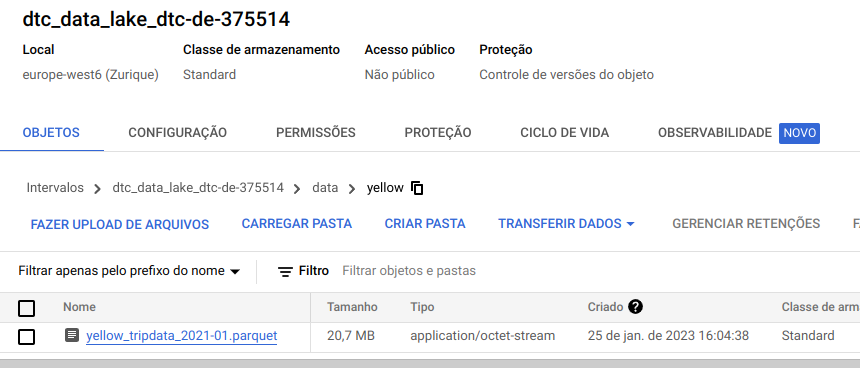 dtc_data_lake_dtc-de-375514
Local Classe de armazenamento Acesso público Proteção
europe-west6 (Zurique) Standard Não público Controle de versões do objeto
OBJETOS CONFIGURAÇÃO PERMISSÕES PROTEÇÃO CICLO DE VIDA OBSERVABILIDADE NOVO
Intervalos dtc_data_lake_dtc-de-375514 data yellow
FAZER UPLOAD DE ARQUIVOS CARREGAR PASTA CRIAR PASTA TRANSFERIR DADOS GERENCIAR RETENÇÕES
Filtrar apenas pelo prefixo do nome Filtro Filtrar objetos e pastas
Nome Tamanho Tipo Criado ? Classe de
yellow_tripdata_2021-01.parquet 20,7 MB application/octet-stream 25 de jan. de 2023 16:04:38 Standard